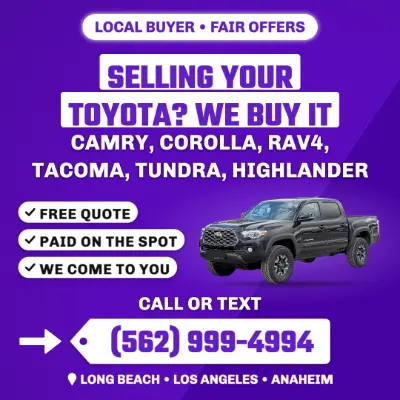 LOCAL BUYER • FAIR OFFERS
SELLING YOUR
TOYOTA? WE BUY IT
CAMRY, COROLLA, RAV4,
TACOMA, TUNDRA, HIGHLANDER
FREE QUOTE
PAID ON THE SPOT
WE COME TO YOU
CALL OR TEXT
(562) 999-4994
LONG BEACH • LOS ANGELES • ANAHEIM